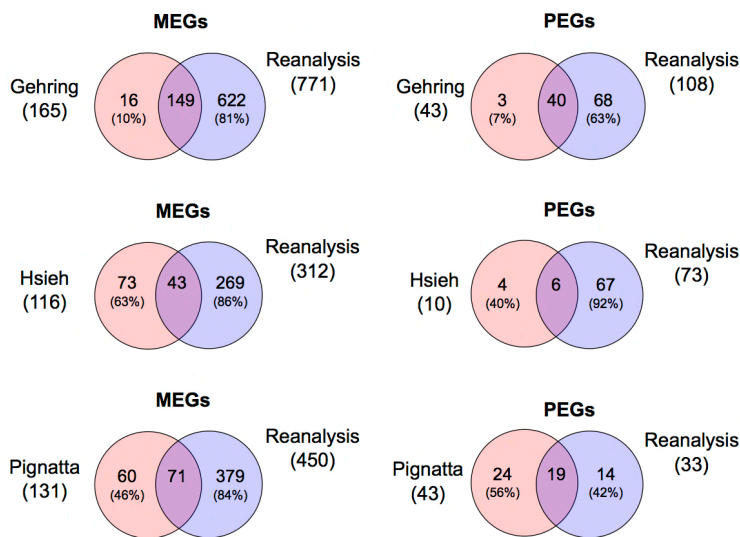 MEGs
Gehring
(165)
16
(10%)
149
622
(81%)
Reanalysis
(771)
PEGs
Gehring
(43)
3
(7%)
40
68
(63%)
Reanalysis
(108)
MEGs
Hsieh
(116)
73
(63%)
43
269
(86%)
Reanalysis
(312)
PEGs
Hsieh
(10)
4
(40%)
6
67
(92%)
Reanalysis
(73)
MEGs
Pignatta
(131)
60
(46%)
71
379
(84%)
Reanalysis
(450)
PEGs
Pignatta
(43)
24
(56%)
19
14
(42%)
Reanalysis
(33)